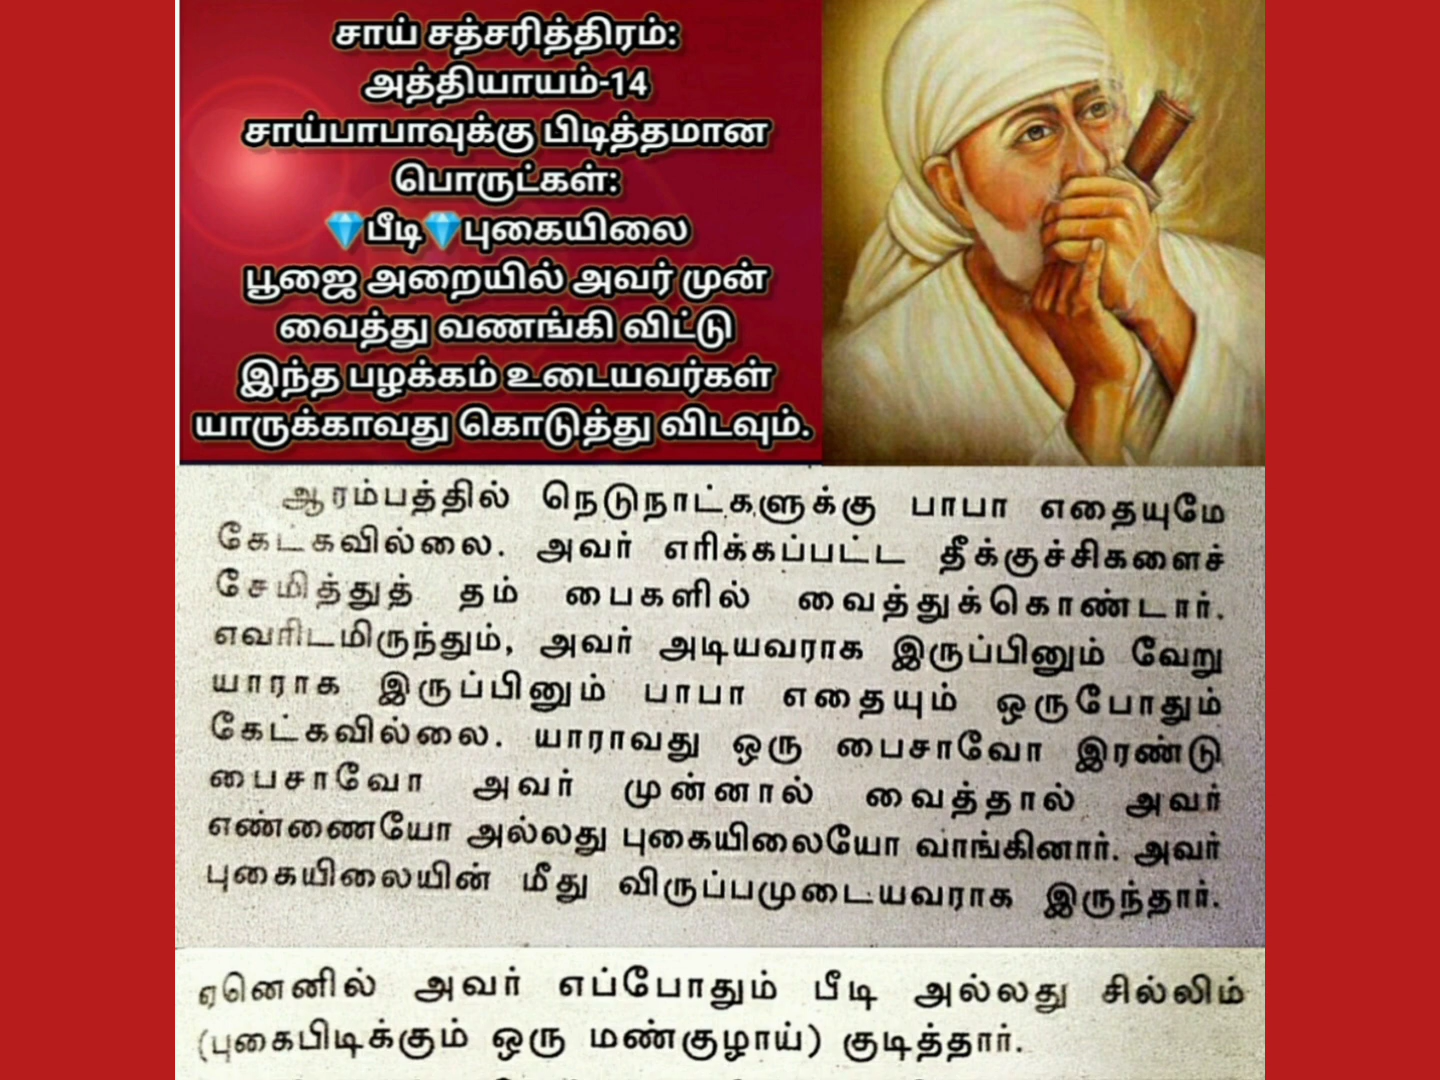 சாய் சத்சரித்திரம்:
அத்தியாயம்-14
சாய்பாபாவுக்கு பிடித்தமான
பொருட்கள்:
💎பீடி💎புகையிலை
பூஜை அறையில் அவர் முன்
வைத்து வணங்கி விட்டு
இந்த பழக்கம் உடையவர்கள்
யாருக்காவது கொடுத்து விடவும்.
ஆரம்பத்தில் நெடுநாட்களுக்கு பாபா எதையுமே
கேட்கவில்லை. அவர் எரிக்கப்பட்ட தீக்குச்சிகளைச்
சேமித்துத் தம் பைகளில் வைத்துக்கொண்டார்.
எவரிடமிருந்தும், அவர் அடியவராக இருப்பினும் வேறு
யாராக இருப்பினும் பாபா எதையும் ஒருபோதும்
கேட்கவில்லை. யாராவது ஒரு பைசாவோ இரண்டு
பைசாவோ அவர் முன்னால் வைத்தால் அவர்
எண்ணையோ அல்லது புகையிலையோ வாங்கினார். அவர்
புகையிலையின் மீது விருப்பமுடையவராக இருந்தார்.
ஏனெனில் அவர் எப்போதும் பீடி அல்லது சில்லிம்
(புகைபிடிக்கும் ஒரு மண்குழாய்) குடித்தார்.